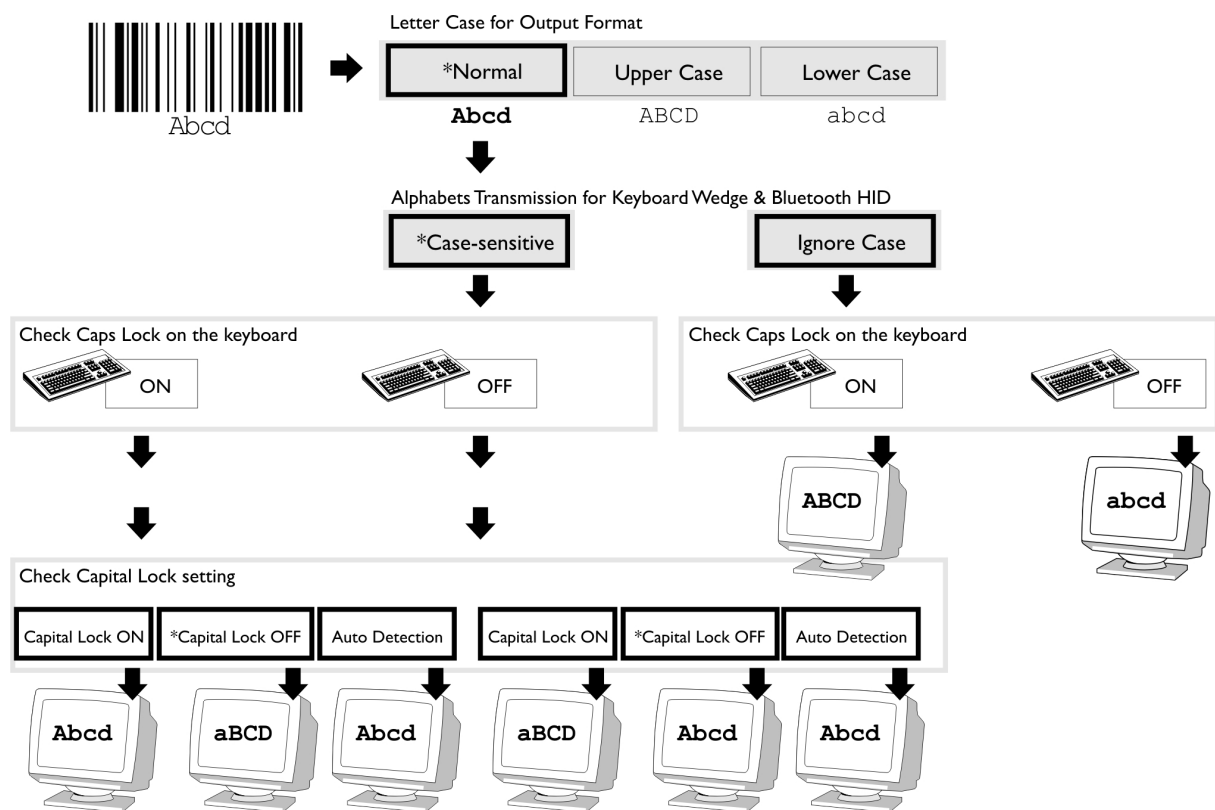 Letter Case for Output Format
*Normal Upper Case Lower Case
Abcd
Abcd ABCD abcd
Alphabets Transmission for Keyboard Wedge & Bluetooth HID
*Case-sensitive Ignore Case
Check Caps Lock on the keyboard
ON OFF
Check Caps Lock on the keyboard
ON OFF
ABCD abcd
Check Capital Lock setting
Capital Lock ON *Capital Lock OFF Auto Detection Capital Lock ON *Capital Lock OFF Auto Detection
Abcd aBCD Abcd aBCD Abcd Abcd